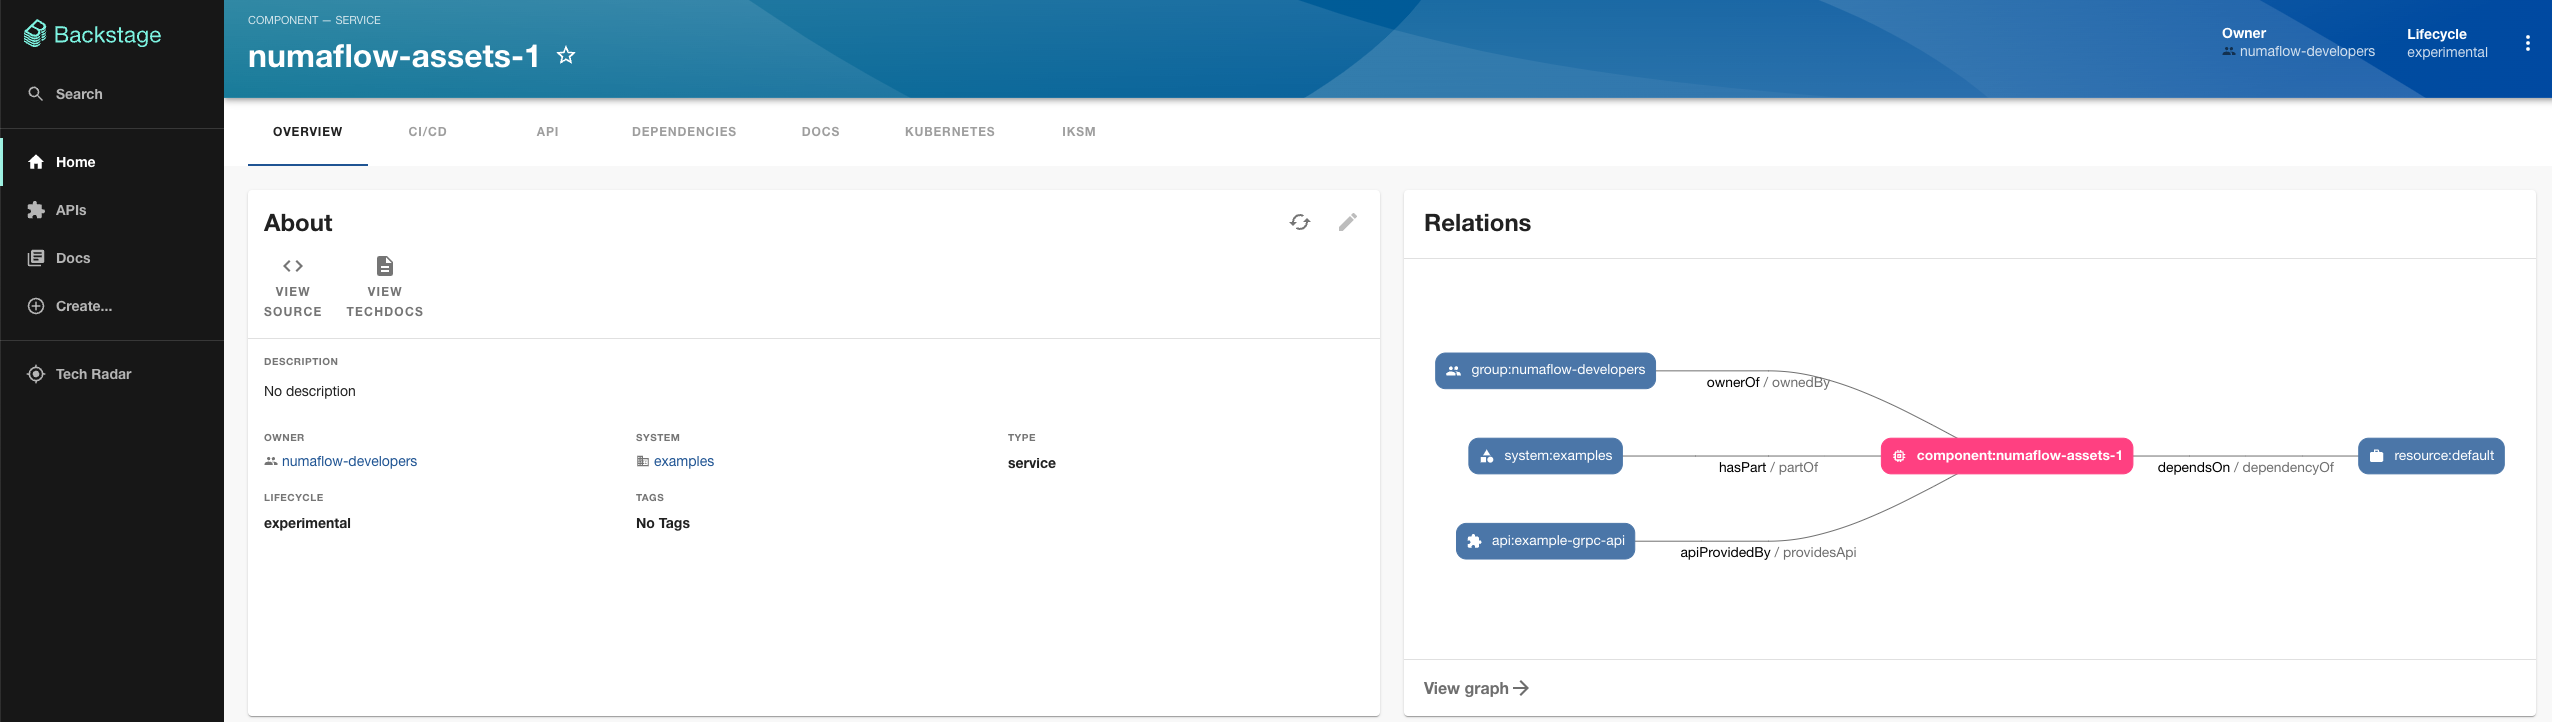 Backstage
Search
Home
APIs
Docs
Create...
Tech Radar
COMPONENT — SERVICE
numaflow-assets-1
Owner
numaflow-developers
Lifecycle
experimental
OVERVIEW
CI/CD
API
DEPENDENCIES
DOCS
KUBERNETES
IKSM
About
VIEW
SOURCE
VIEW
TECHDOCS
DESCRIPTION
No description
OWNER
numaflow-developers
SYSTEM
examples
TYPE
service
LIFECYCLE
experimental
TAGS
No Tags
Relations
group:numaflow-developers
ownerOf / ownedBy
system:examples
hasPart / partOf
component:numaflow-assets-1
dependsOn / dependencyOf
resource:default
api:example-grpc-api
apiProvidedBy / providesApi
View graph